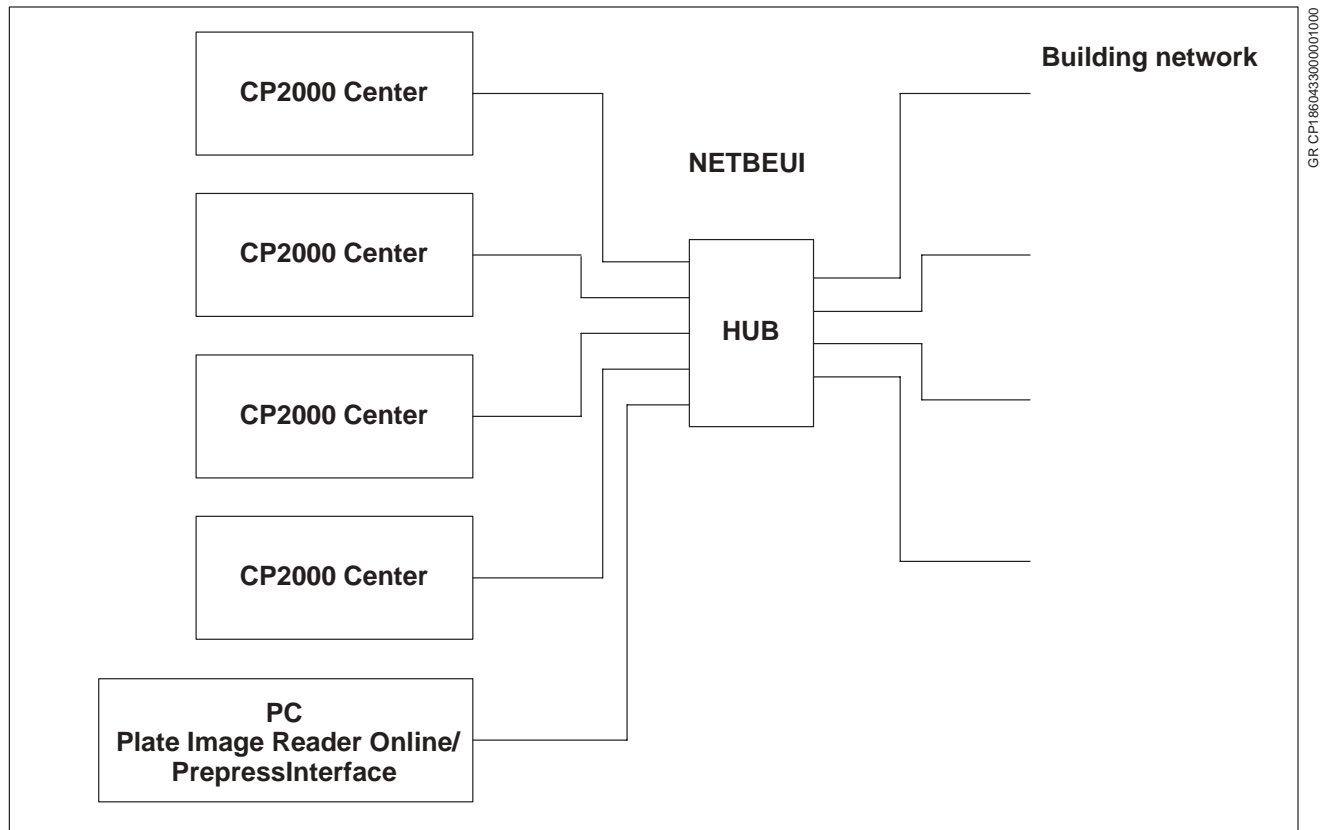 CP2000 Center
Building network
NETBEUI
CP2000 Center
HUB
CP2000 Center
CP2000 Center
PC
Plate Image Reader Online/
PrepressInterface
GR CP1860433000001000